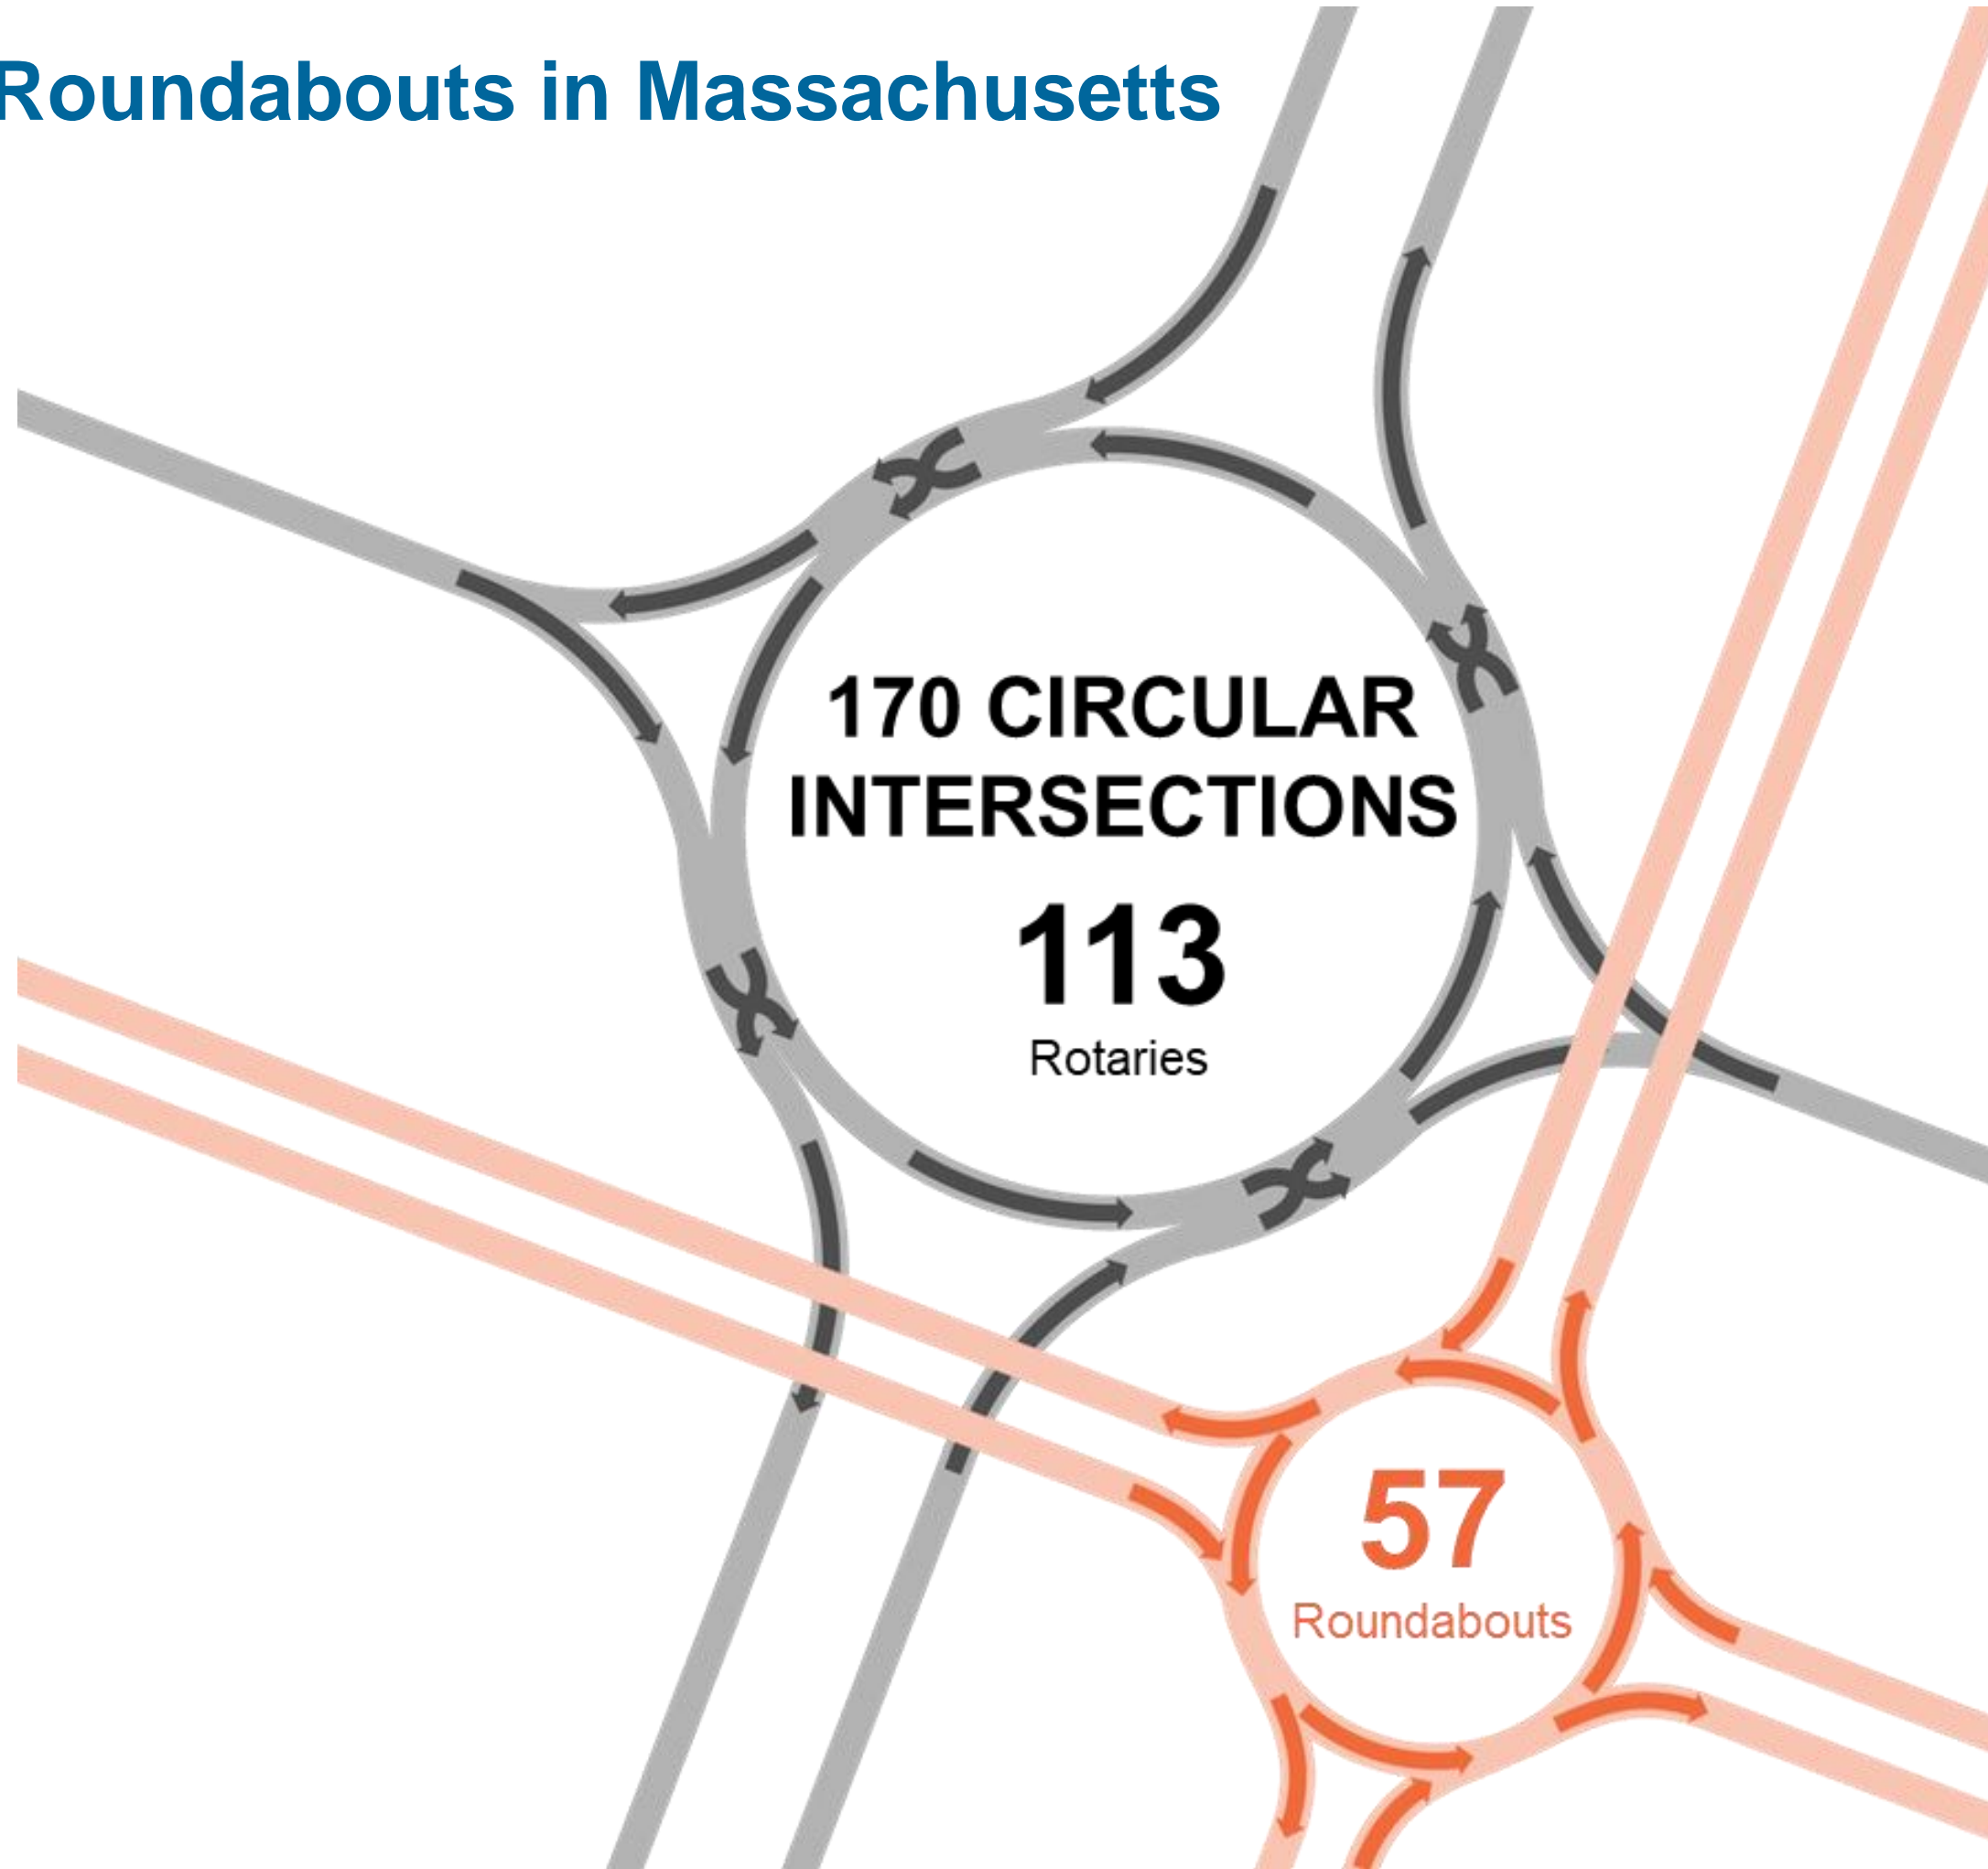 Roundabouts in Massachusetts
170 CIRCULAR
INTERSECTIONS
113
Rotaries
57
Roundabouts